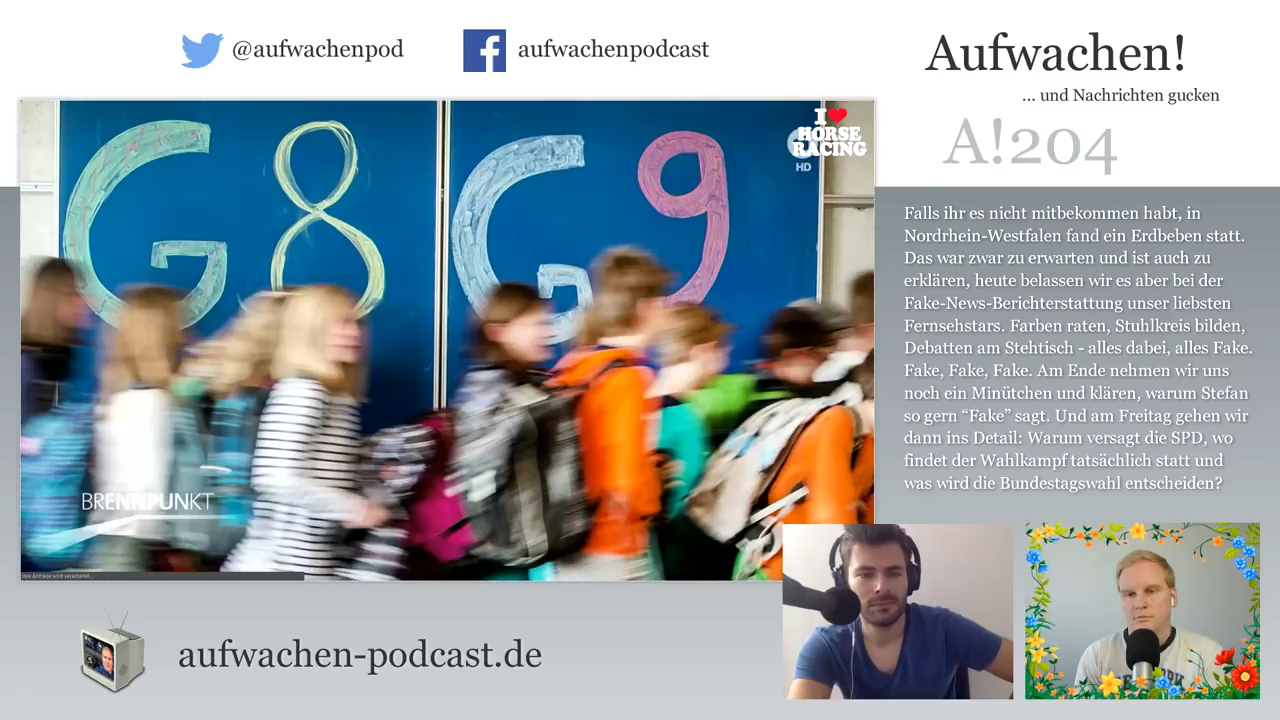 @aufwachenpod
aufwachenpodcast
Aufwachen!
... und Nachrichten gucken
A!204
G8
G9
I
HORSE
RACING
HD
Falls ihr es nicht mitbekommen habt, in
Nordrhein-Westfalen fand ein Erdbeben statt.
Das war zwar zu erwarten und ist auch zu
erklären, heute belassen wir es aber bei der
Fake-News-Berichterstattung unser liebsten
Fernsehstars. Farben raten, Stuhlkreis bilden,
Debatten am Stehtisch - alles dabei, alles Fake.
Fake, Fake, Fake. Am Ende nehmen wir uns
noch ein Minütchen und klären, warum Stefan
so gern “Fake” sagt. Und am Freitag gehen wir
dann ins Detail: Warum versagt die SPD, wo
findet der Wahlkampf tatsächlich statt und
was wird die Bundestagswahl entscheiden?
BRENNPUNKT
Ihre Anfrage wird verarbeitet...
aufwachen-podcast.de